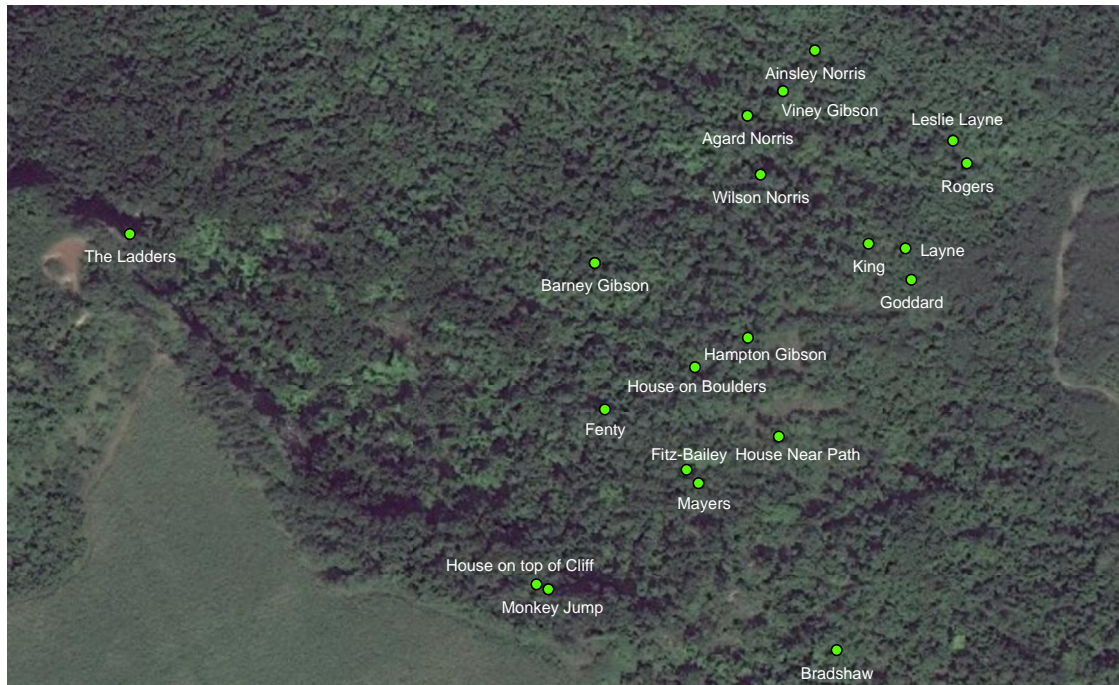 Ainsley Norris
Viney Gibson
Leslie Layne
Agard Norris
Rogers
Wilson Norris
The Ladders
King
Layne
Barney Gibson
Goddard
Hampton Gibson
House on Boulders
Fenty
Fitz-Bailey
House Near Path
Mayers
House on top of Cliff
Monkey Jump
Bradshaw